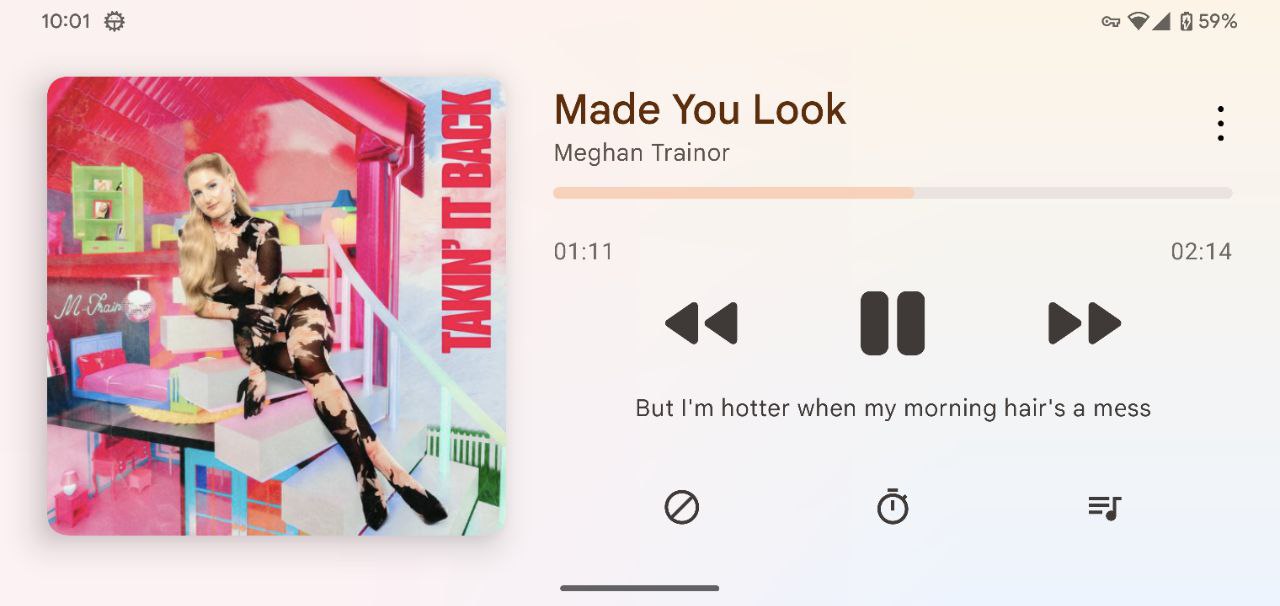 10:01
59%
TAKIN' IT BACK
M-Train
Made You Look
Meghan Trainor
01:11
02:14
But I'm hotter when my morning hair's a mess